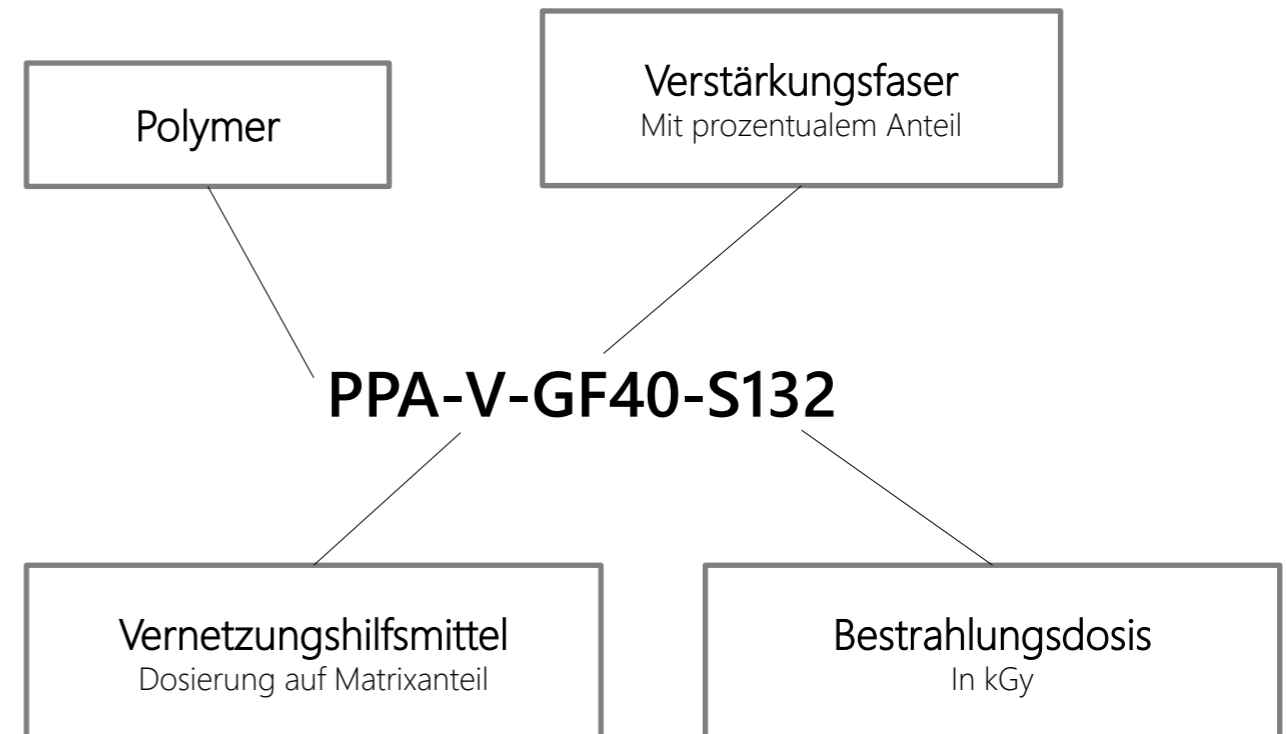 Polymer
Verstärkungsfaser
Mit prozentualem Anteil
PPA-V-GF40-S132
Vernetzungshilfsmittel
Dosierung auf Matrixanteil
Bestrahlungsdosis
In kGy